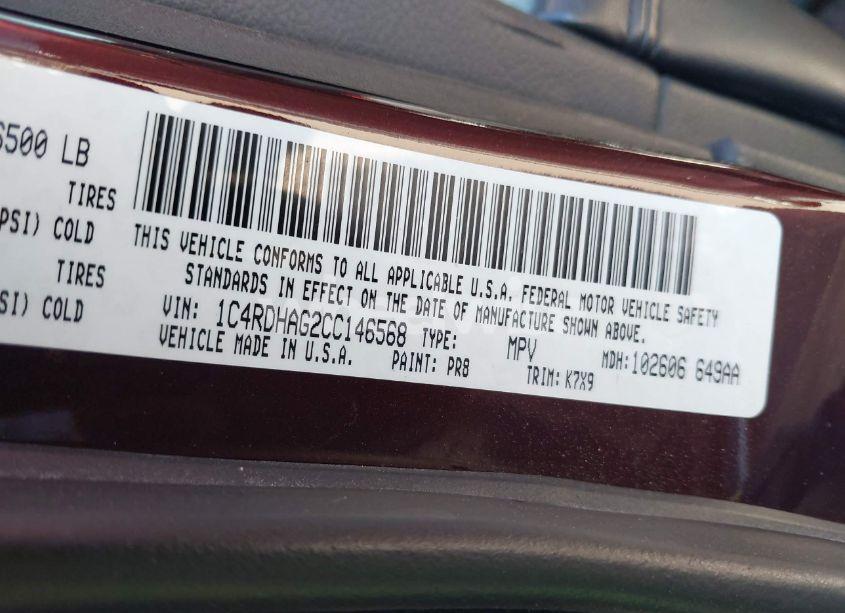 6500 LB
TIRES
PSI) COLD
TIRES
SI) COLD
THIS VEHICLE CONFORMS TO ALL APPLICABLE U.S.A. FEDERAL MOTOR VEHICLE SAFETY
STANDARDS IN EFFECT ON THE DATE OF MANUFACTURE SHOWN ABOVE.
VIN: 1C4RDHAG2CC146568 TYPE: MPV MDH:102606 649AA
VEHICLE MADE IN U.S.A. PAINT: PR8 TRIM: K7X9